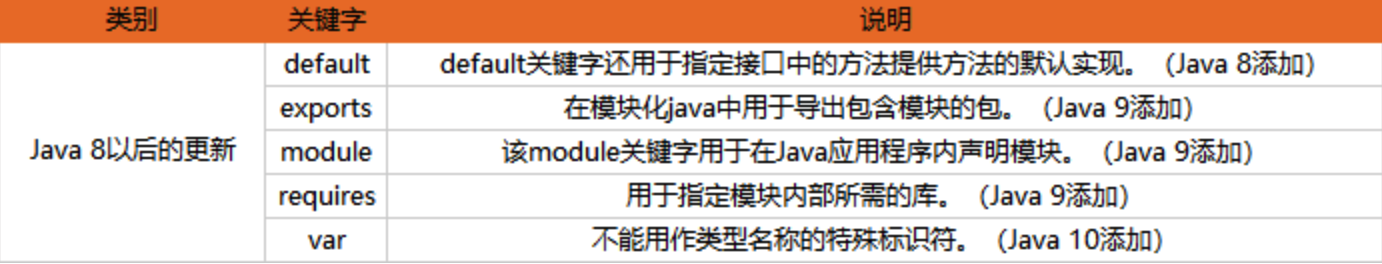 类别 关键字 说明
default default关键字还用于指定接口中的方法提供方法的默认实现。（Java 8添加）
exports 在模块化java中用于导出包含模块的包。（Java 9添加）
Java 8以后的更新 module 该module关键字用于在Java应用程序内声明模块。（Java 9添加）
requires 用于指定模块内部所需的库。（Java 9添加）
var 不能用作类型名称的特殊标识符。（Java 10添加）